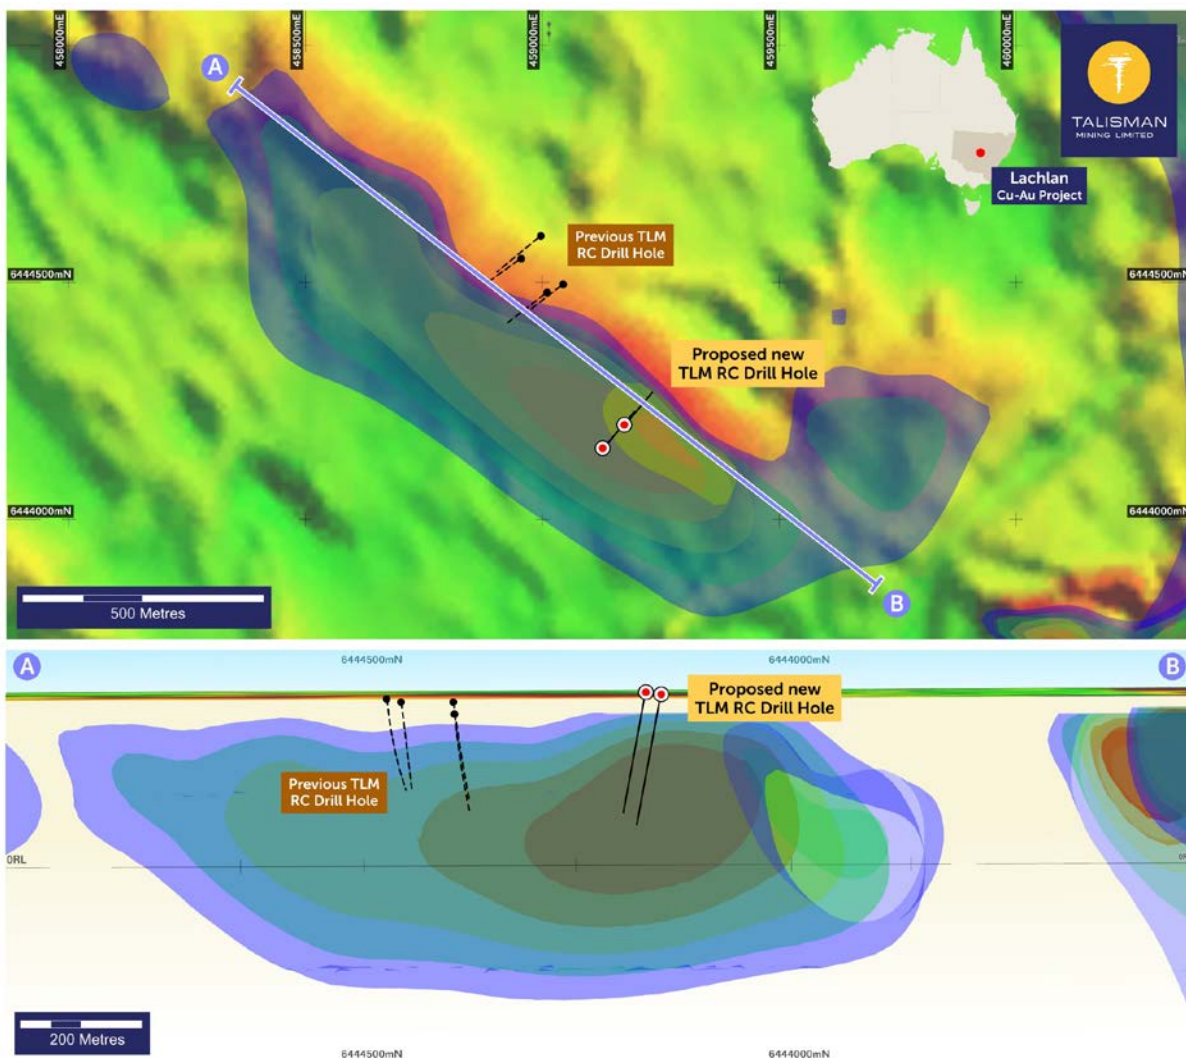 458000mE
458500mE
459000mE
459500mE
460000mE
A
TALISMAN
MINING LIMITED
Lachlan
Cu-Au Project
Previous TLM
RC Drill Hole
6444500mN
6444500mN
Proposed new
TLM RC Drill Hole
6444000mN
6444000mN
500 Metres
B
A
6444500mN
6444000mN
B
Proposed new
TLM RC Drill Hole
Previous TLM
RC Drill Hole
0RL
200 Metres
6444500mN
6444000mN